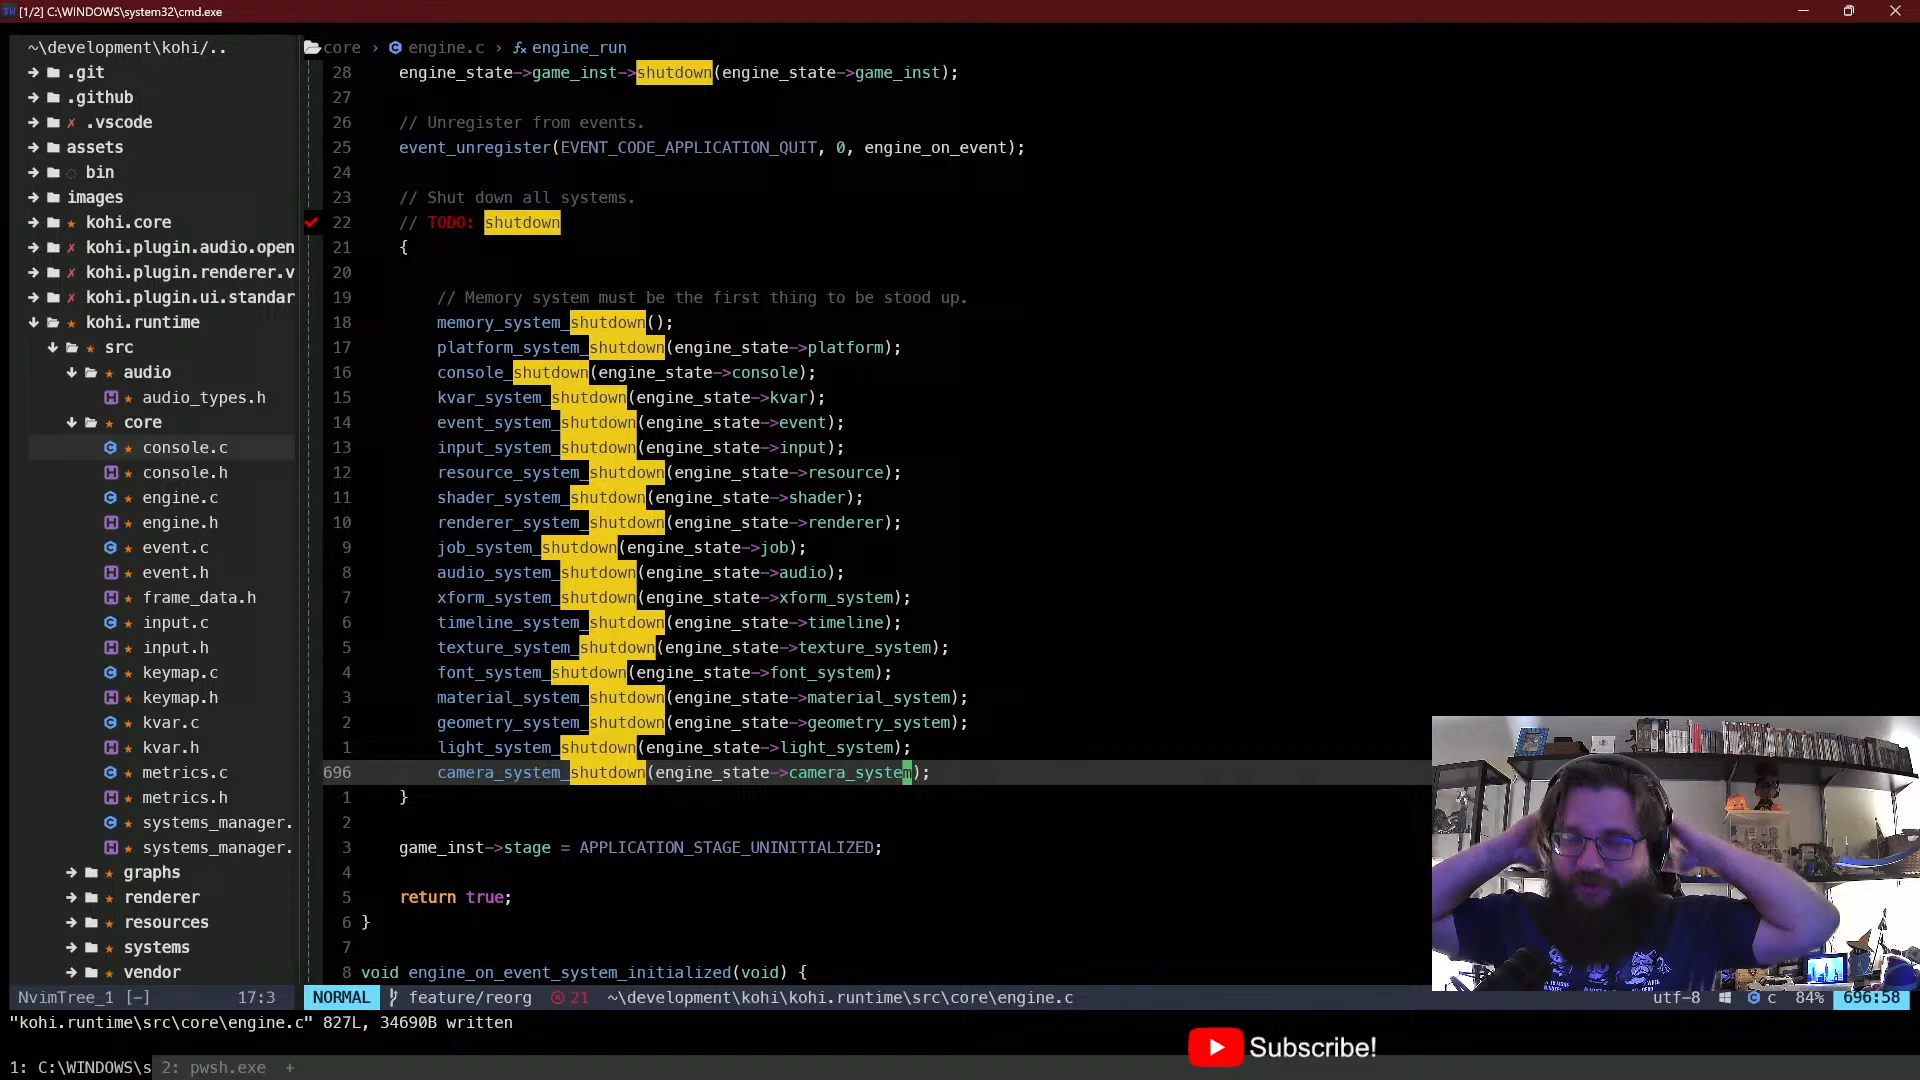 [1/2] C:\WINDOWS\system32\cmd.exe
~\development\kohi/..
.git
.github
.vscode
assets
bin
images
kohi.core
kohi.plugin.audio.open
kohi.plugin.renderer.v
kohi.plugin.ui.standar
kohi.runtime
src
audio
audio_types.h
core
console.c
console.h
engine.c
engine.h
event.c
event.h
frame_data.h
input.c
input.h
keymap.c
keymap.h
kvar.c
kvar.h
metrics.c
metrics.h
systems_manager.
systems_manager.
graphs
renderer
resources
systems
vendor
NvimTree_1 [-] 17:3
core > engine.c > engine_run
28 engine_state->game_inst->shutdown(engine_state->game_inst);
27
26 // Unregister from events.
25 event_unregister(EVENT_CODE_APPLICATION_QUIT, 0, engine_on_event);
24
23 // Shut down all systems.
22 // TODO: shutdown
21 {
20
19 // Memory system must be the first thing to be stood up.
18 memory_system_shutdown();
17 platform_system_shutdown(engine_state->platform);
16 console_shutdown(engine_state->console);
15 kvar_system_shutdown(engine_state->kvar);
14 event_system_shutdown(engine_state->event);
13 input_system_shutdown(engine_state->input);
12 resource_system_shutdown(engine_state->resource);
11 shader_system_shutdown(engine_state->shader);
10 renderer_system_shutdown(engine_state->renderer);
9 job_system_shutdown(engine_state->job);
8 audio_system_shutdown(engine_state->audio);
7 xform_system_shutdown(engine_state->xform_system);
6 timeline_system_shutdown(engine_state->timeline);
5 texture_system_shutdown(engine_state->texture_system);
4 font_system_shutdown(engine_state->font_system);
3 material_system_shutdown(engine_state->material_system);
2 geometry_system_shutdown(engine_state->geometry_system);
1 light_system_shutdown(engine_state->light_system);
696 camera_system_shutdown(engine_state->camera_system);
1 }
2
3 game_inst->stage = APPLICATION_STAGE_UNINITIALIZED;
4
5 return true;
6 }
7
8 void engine_on_event_system_initialized(void) {
NORMAL feature/reorg 21 ~\development\kohi\kohi.runtime\src\core\engine.c utf-8 c 84% 696:58
"kohi.runtime\src\core\engine.c" 827L, 34690B written
Subscribe!
1: C:\WINDOWS\s 2: pwsh.exe +